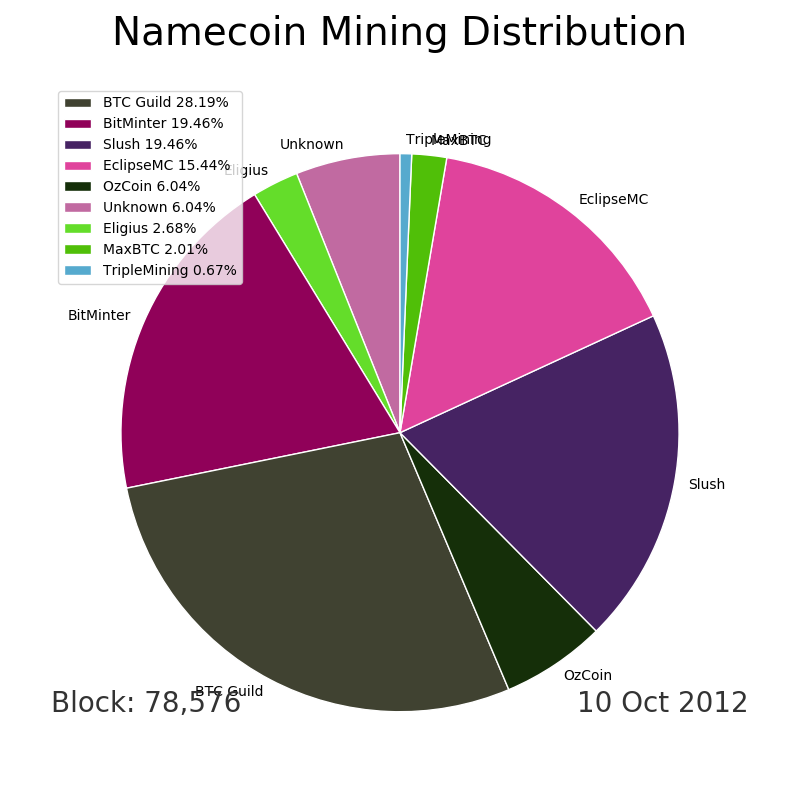 Namecoin Mining Distribution
BTC Guild 28.19%
BitMinter 19.46%
Slush 19.46%
EclipseMC 15.44%
OzCoin 6.04%
Unknown 6.04%
Eligius 2.68%
MaxBTC 2.01%
TripleMining 0.67%
TripleMining
MaxBTC
Unknown
Eligius
EclipseMC
BitMinter
Slush
OzCoin
BTC Guild
Block: 78,576
10 Oct 2012